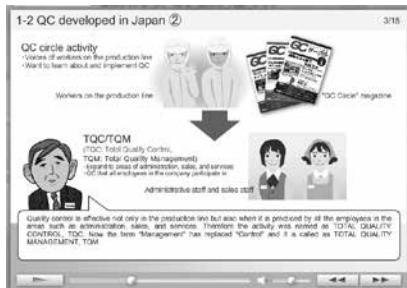 1-2 QC developed in Japan ②
3/15
QC circle activity
・Voices of workers on the production line
・Want to learn about and implement QC
Workers on the production line
"QC Circle" magazine
TQC/TQM
(TQC: Total Quality Control,
TQM: Total Quality Management)
・Expand to areas of administration, sales, and services
・QC that all employees in the company participate in
Administrative staff and sales staff
Quality control is effective not only in the production line but also when it is produced by all the employees in the
areas such as administration, sales, and services. Therefore the activity was named as TOTAL QUALITY
CONTROL, TQC. Now the term "Management" has replaced "Control" and it is called as TOTAL QUALITY
MANAGEMENT, TQM